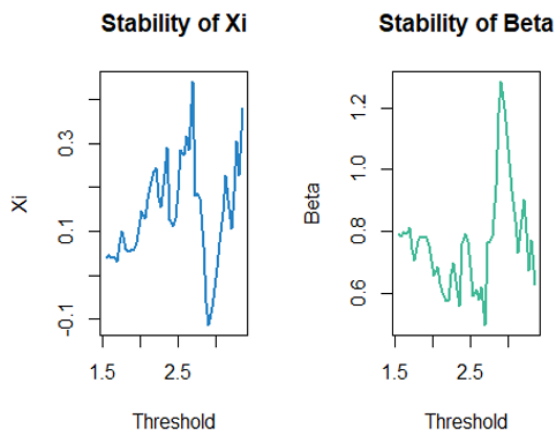 Stability of Xi
Xi
0.3
0.1
-0.1
1.5
2.5
Threshold
Stability of Beta
Beta
1.2
1.0
0.8
0.6
1.5
2.5
Threshold